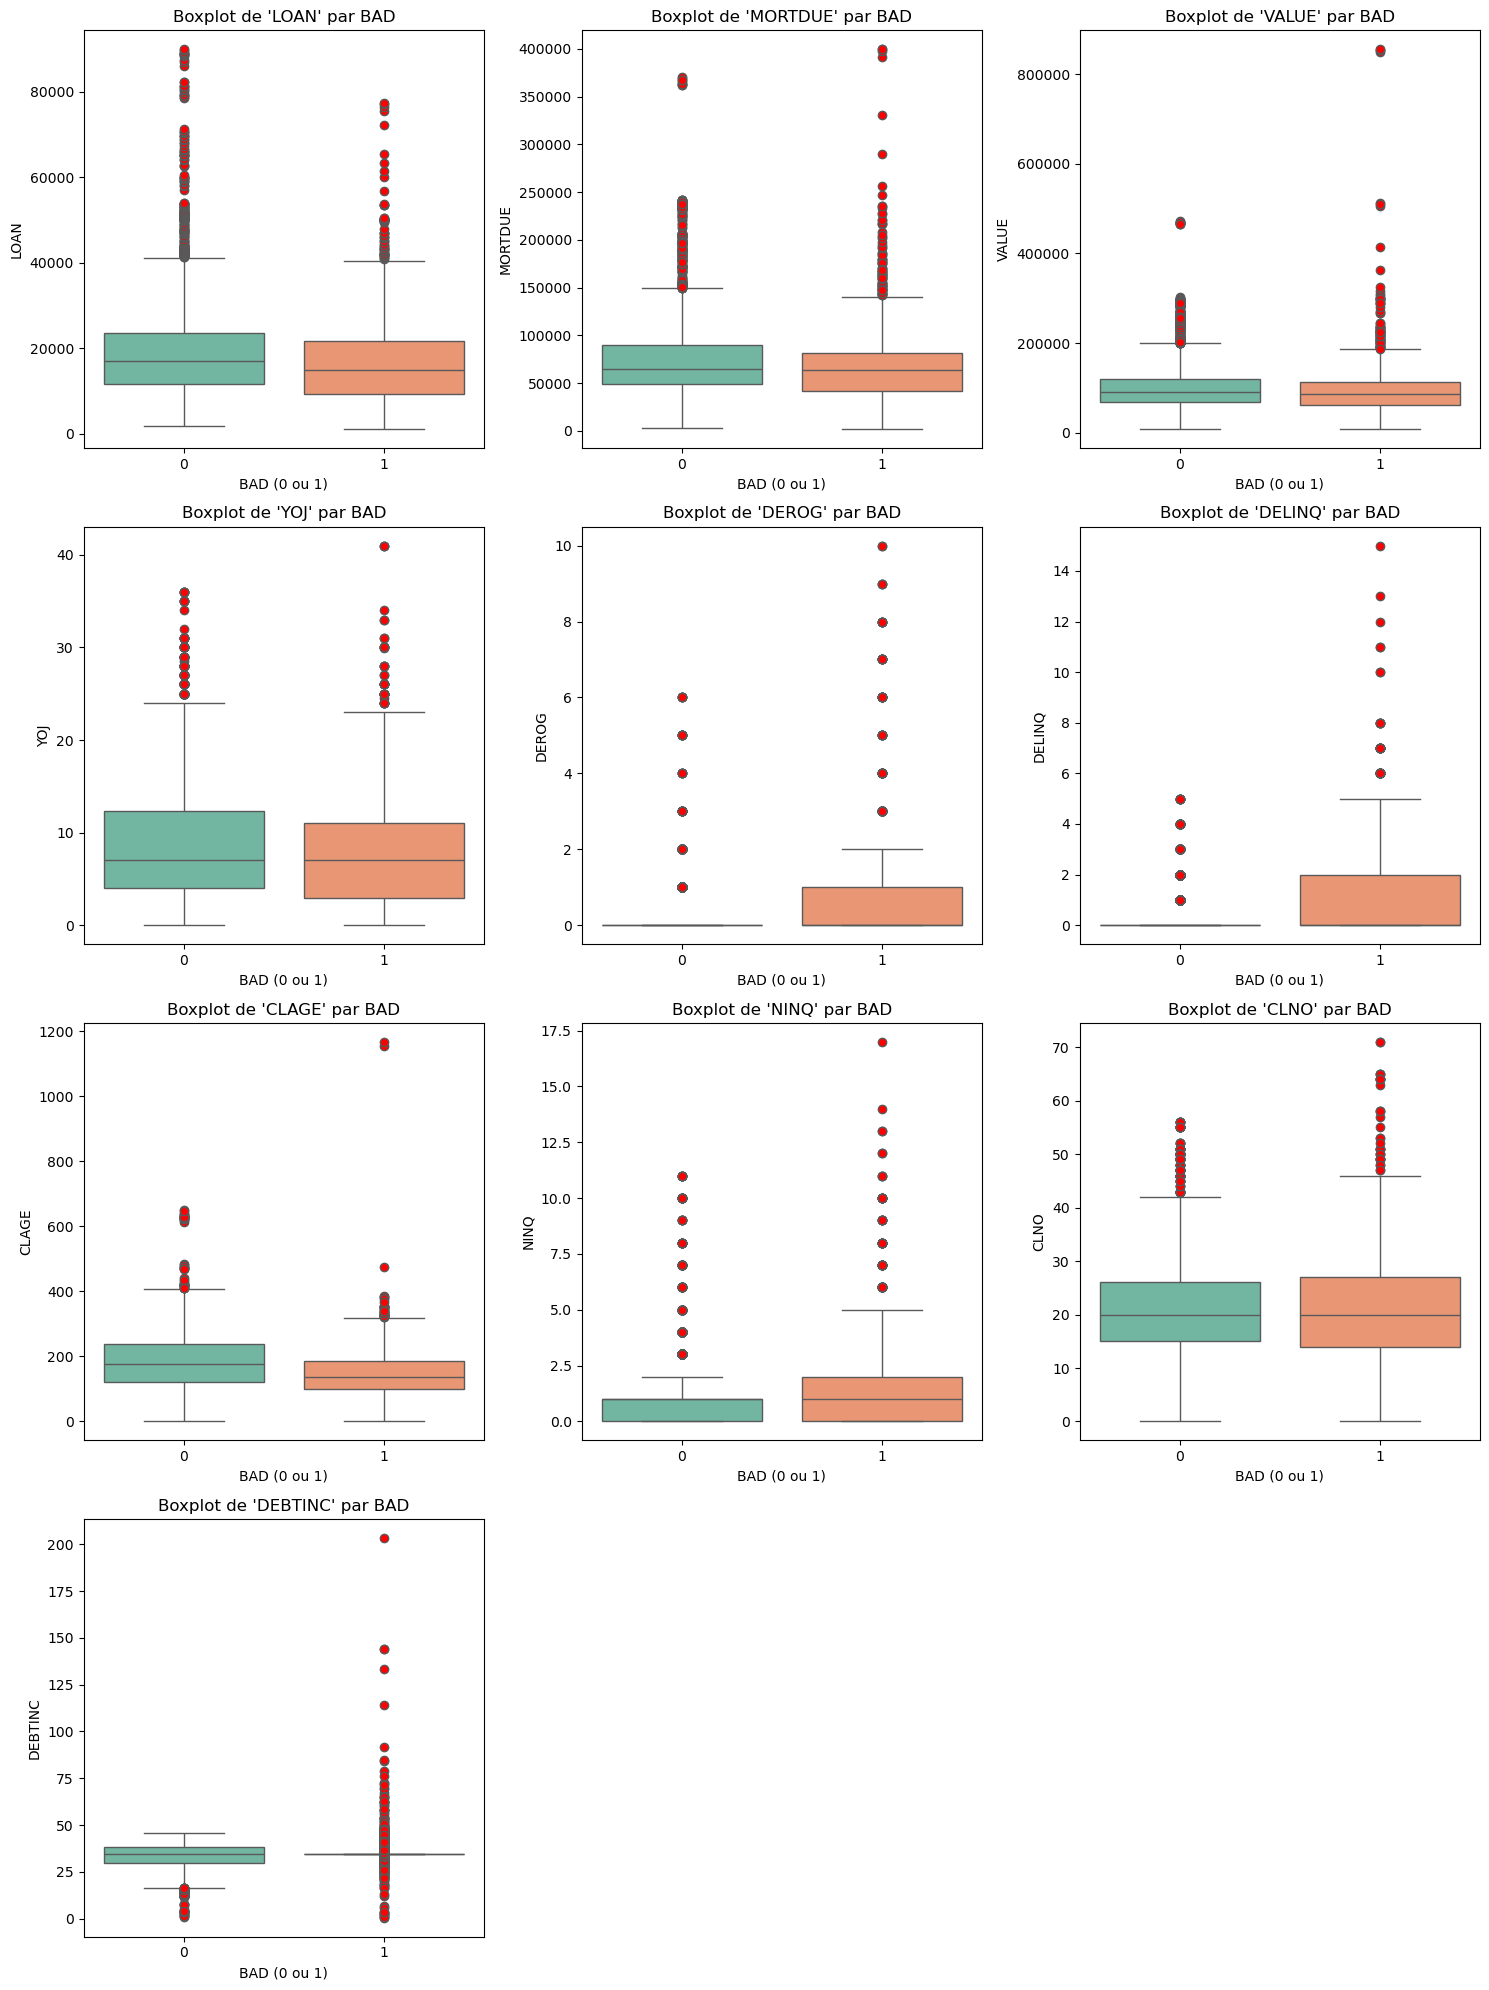 Boxplot de 'LOAN' par BAD
80000
60000
40000
20000
0
LOAN
0 1
BAD (0 ou 1)
Boxplot de 'MORTDUE' par BAD
400000
350000
300000
250000
200000
150000
100000
50000
0
MORTDUE
0 1
BAD (0 ou 1)
Boxplot de 'VALUE' par BAD
800000
600000
400000
200000
0
VALUE
0 1
BAD (0 ou 1)
Boxplot de 'YOJ' par BAD
40
30
20
10
0
YOJ
0 1
BAD (0 ou 1)
Boxplot de 'DEROG' par BAD
10
8
6
4
2
0
DEROG
0 1
BAD (0 ou 1)
Boxplot de 'DELINQ' par BAD
14
12
10
8
6
4
2
0
DELINQ
0 1
BAD (0 ou 1)
Boxplot de 'CLAGE' par BAD
1200
1000
800
600
400
200
0
CLAGE
0 1
BAD (0 ou 1)
Boxplot de 'NINQ' par BAD
17.5
15.0
12.5
10.0
7.5
5.0
2.5
0.0
NINQ
0 1
BAD (0 ou 1)
Boxplot de 'CLNO' par BAD
70
60
50
40
30
20
10
0
CLNO
0 1
BAD (0 ou 1)
Boxplot de 'DEBTINC' par BAD
200
175
150
125
100
75
50
25
0
DEBTINC
0 1
BAD (0 ou 1)